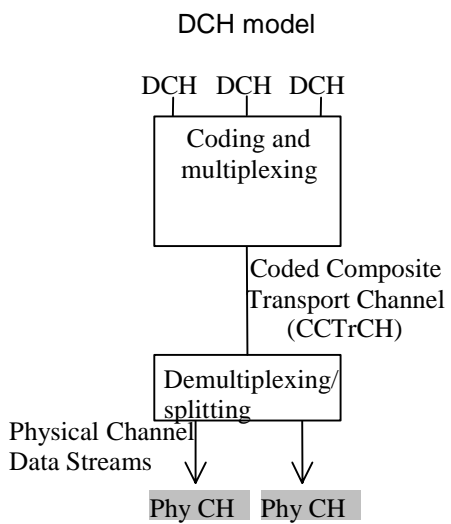 DCH model
DCH DCH DCH
Coding and
multiplexing
Coded Composite
Transport Channel
(CCTrCH)
Demultiplexing/
splitting
Physical Channel
Data Streams
Phy CH Phy CH